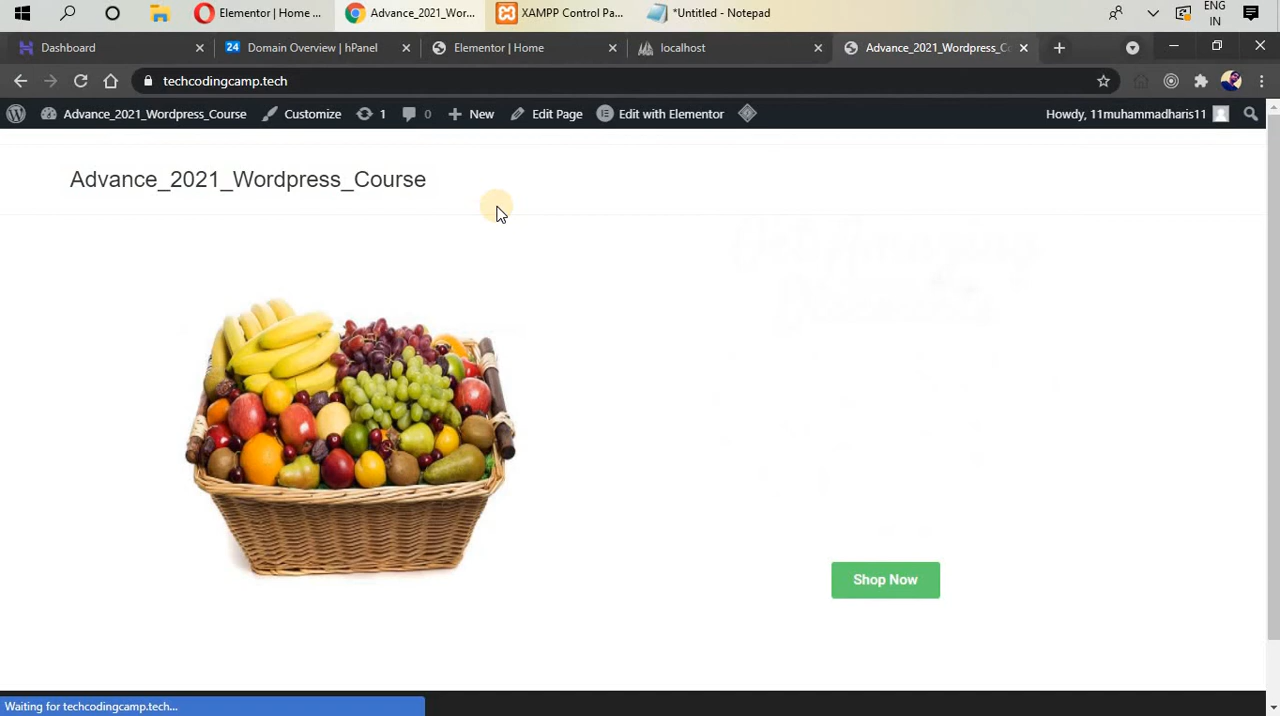 Elementor | Home ...
Advance_2021_Wor...
XAMPP Control Pa...
*Untitled - Notepad
ENG
IN
Dashboard
24
Domain Overview | hPanel
Elementor | Home
localhost
Advance_2021_Wordpress_Co
techcodingcamp.tech
Advance_2021_Wordpress_Course
Customize
1
0
New
Edit Page
Edit with Elementor
Howdy, 11muhammadharis11
Advance_2021_Wordpress_Course
Shop Now
Waiting for techcodingcamp.tech...